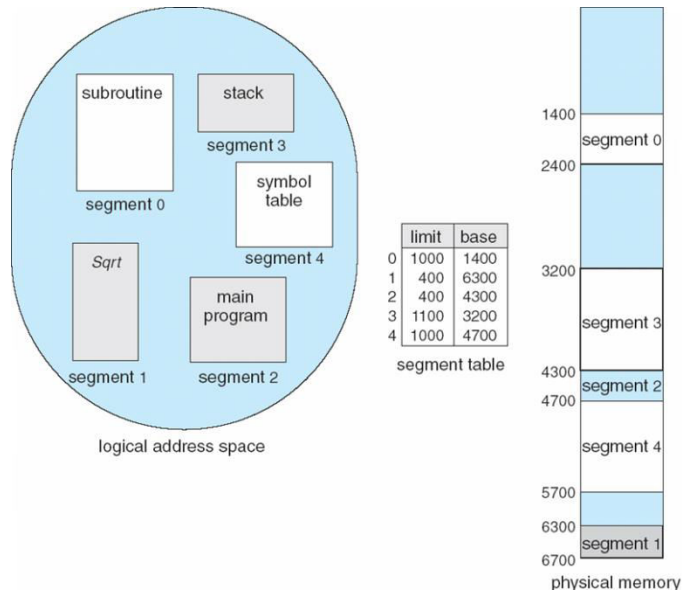 subroutine
segment 0
stack
segment 3
symbol
table
segment 4
Sqrt
segment 1
main
program
segment 2
logical address space
limit base
0 1000 1400
1 400 6300
2 400 4300
3 1100 3200
4 1000 4700
segment table
1400
segment 0
2400
3200
segment 3
4300
segment 2
4700
segment 4
5700
6300
segment 1
6700
physical memory